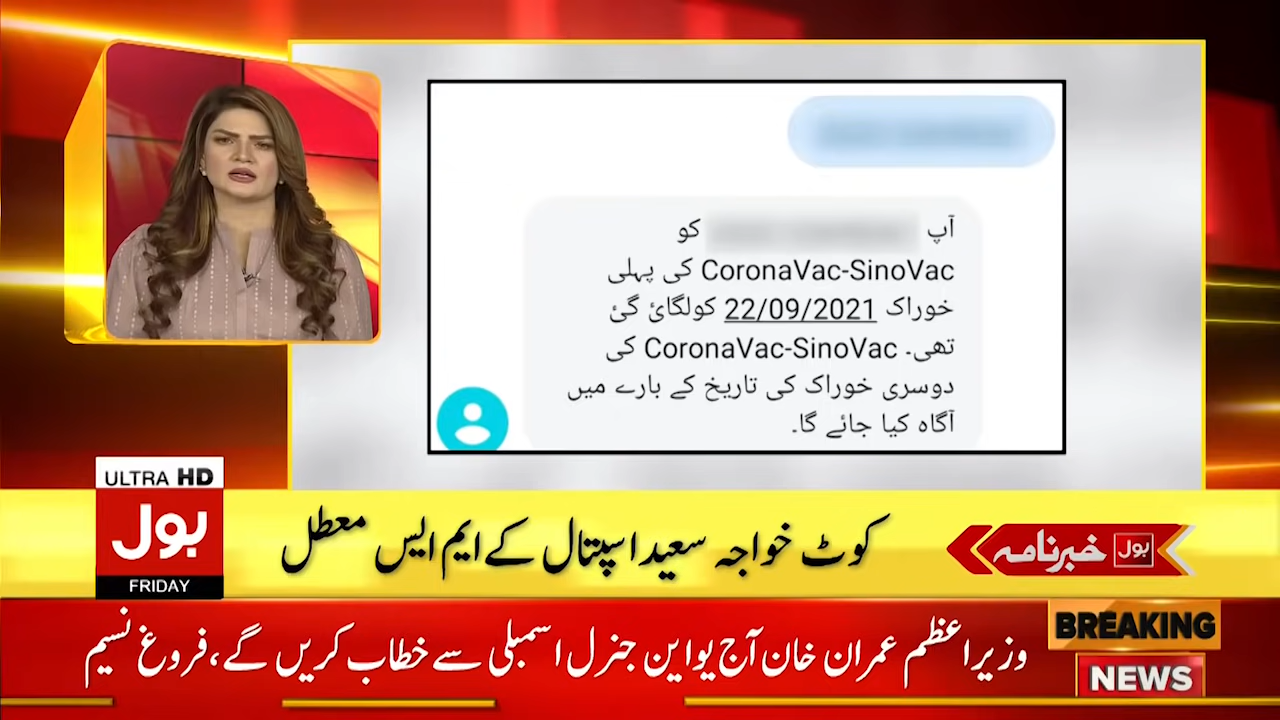 آپ کو
CoronaVac-SinoVac کی پہلی
خوراک 22/09/2021 کولگائ گئ
تھی۔ CoronaVac-SinoVac کی
دوسری خوراک کی تاریخ کے بارے میں
آگاہ کیا جائے گا۔
ULTRA HD
بول
FRIDAY
کوٹ خواجہ سعید اسپتال کے ایم ایس معطل
بول خبرنامہ
وزیراعظم عمران خان آج یو این جنرل اسمبلی سے خطاب کریں گے، فروغ نسیم
BREAKING
NEWS